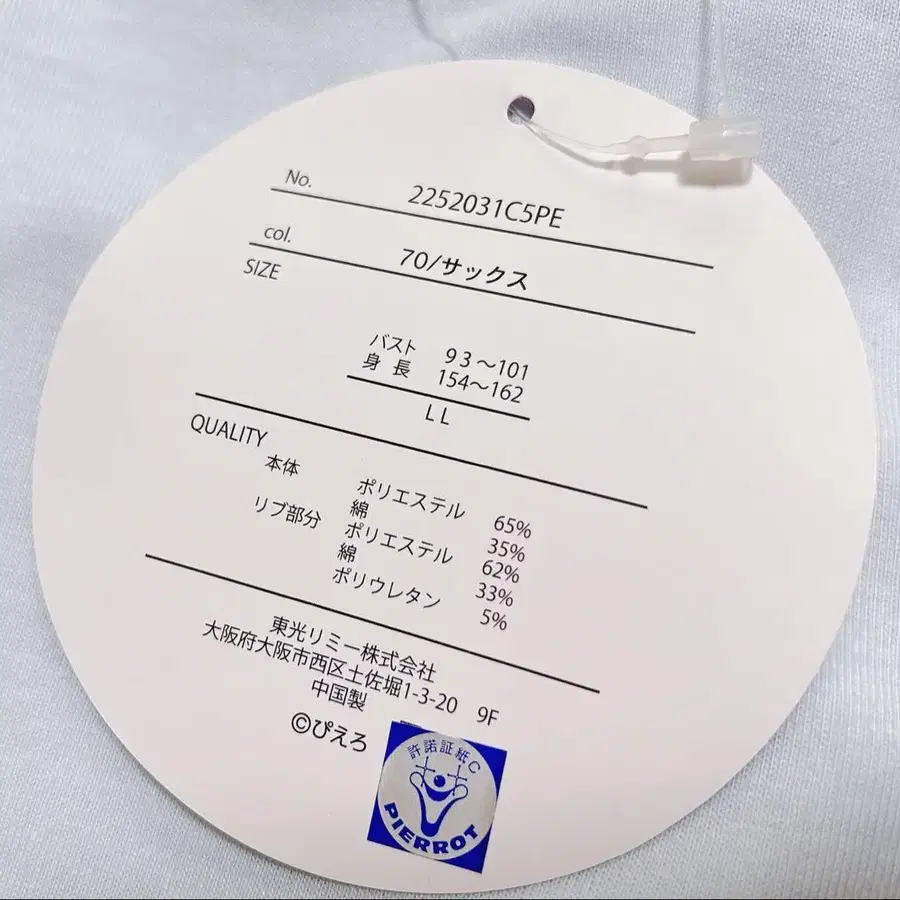 No. 2252031C5PE
col. 70/サックス
SIZE
バスト 93～101
身長 154～162
LL
QUALITY
本体 ポリエステル 65%
綿 35%
リブ部分 ポリエステル 62%
綿 33%
ポリウレタン 5%
東光リミー株式会社
大阪府大阪市西区土佐堀1-3-20 9F
中国製
©ぴえろ
許諾証紙C
PIERROT